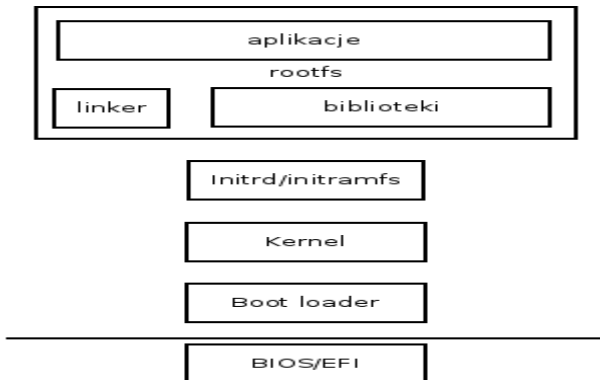 aplikacje
rootfs
linker
biblioteki
Initrd/initramfs
Kernel
Boot loader
BIOS/EFI